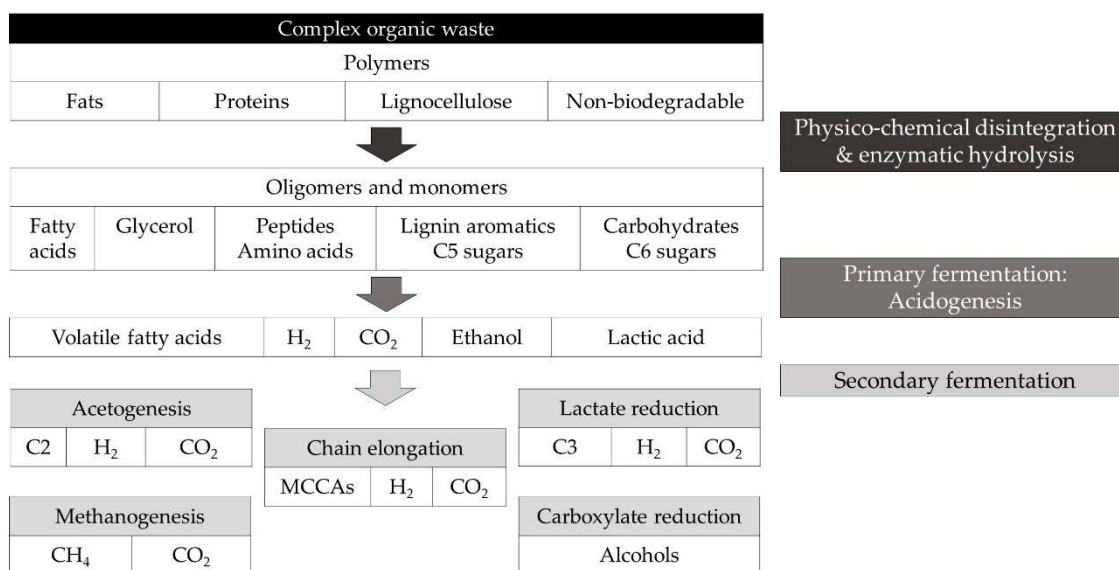 Complex organic waste
Polymers
Fats Proteins Lignocellulose Non-biodegradable
Physico-chemical disintegration
& enzymatic hydrolysis
Oligomers and monomers
Fatty
acids
Glycerol
Peptides
Amino acids
Lignin aromatics
C5 sugars
Carbohydrates
C6 sugars
Primary fermentation:
Acidogenesis
Volatile fatty acids H₂ CO₂ Ethanol Lactic acid
Secondary fermentation
Acetogenesis
C2 H₂ CO₂
Chain elongation
MCCAs H₂ CO₂
Lactate reduction
C3 H₂ CO₂
Methanogenesis
CH₄ CO₂
Carboxylate reduction
Alcohols